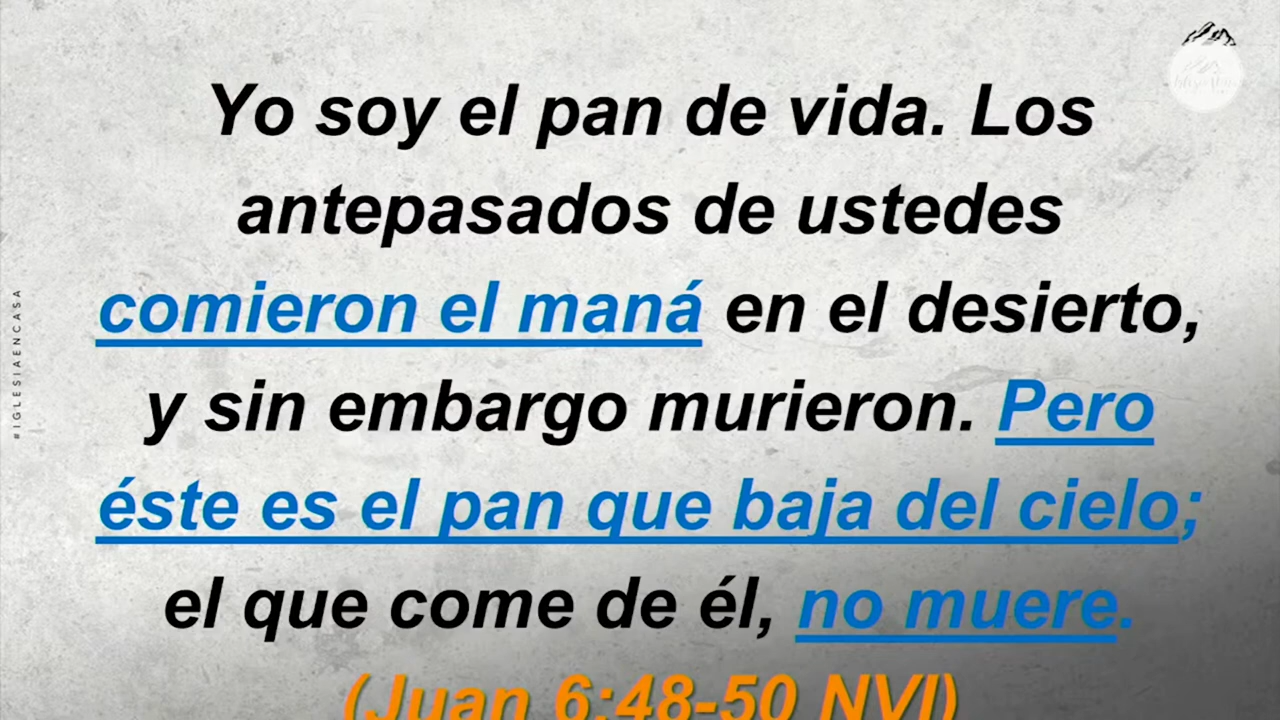 Yo soy el pan de vida. Los
antepasados de ustedes
comieron el maná en el desierto,
y sin embargo murieron. Pero
éste es el pan que baja del cielo;
el que come de él, no muere.
(Juan 6:48-50 NVI)
#IGLESIAENCASA